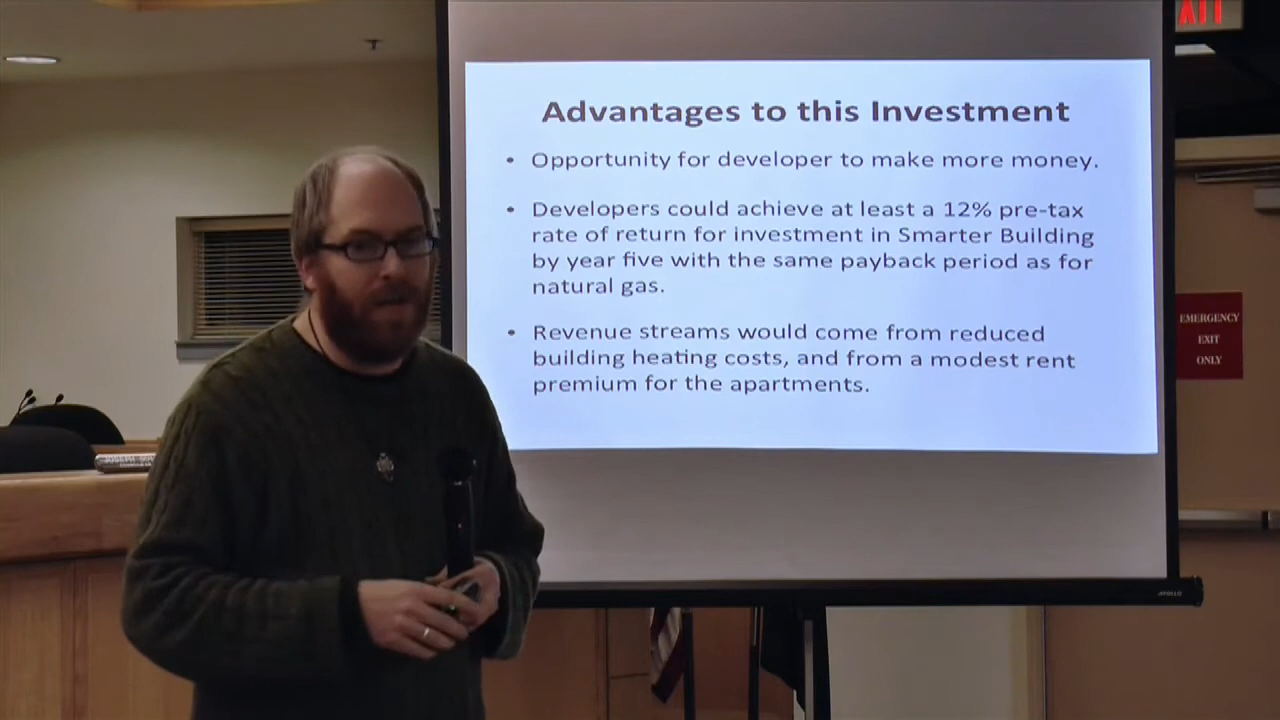 EXIT
Advantages to this Investment
• Opportunity for developer to make more money.
• Developers could achieve at least a 12% pre-tax
rate of return for investment in Smarter Building
by year five with the same payback period as for
natural gas.
• Revenue streams would come from reduced
building heating costs, and from a modest rent
premium for the apartments.
EMERGENCY
EXIT
ONLY
APOLLO